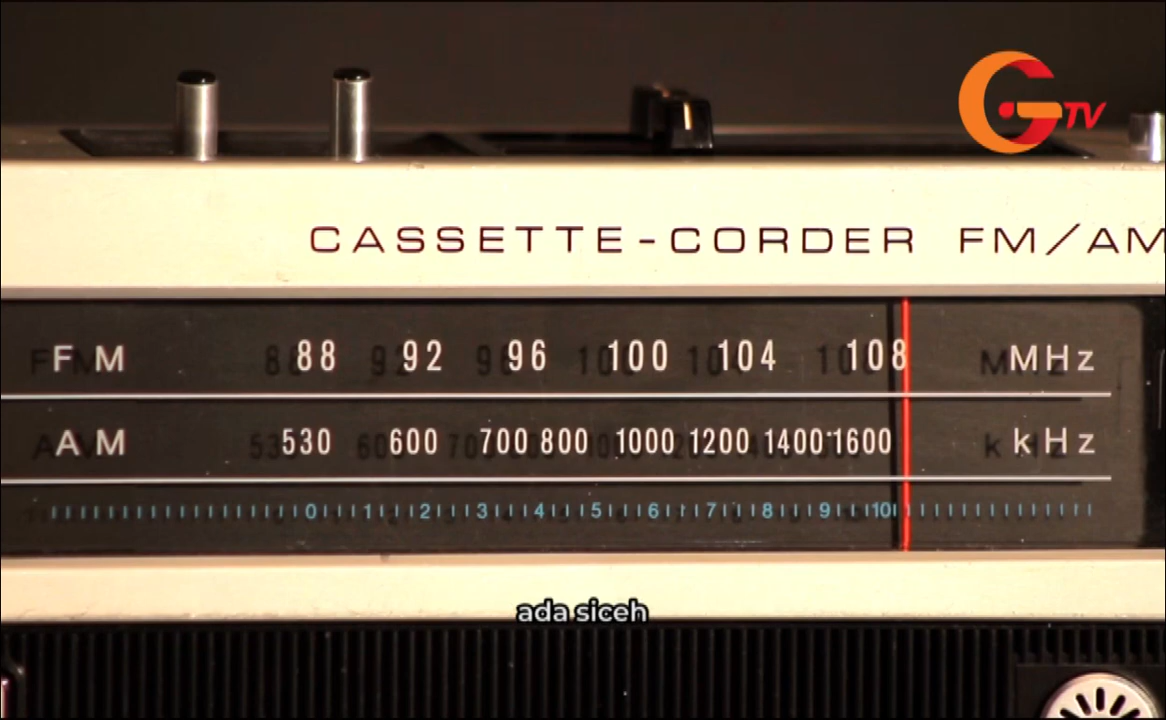 G TV
CASSETTE-CORDER FM/AM
FM 88 92 96 100 104 108 MHz
AM 530 600 700 800 1000 1200 1400 1600 kHz
0 1 2 3 4 5 6 7 8 9 10
ada siceh